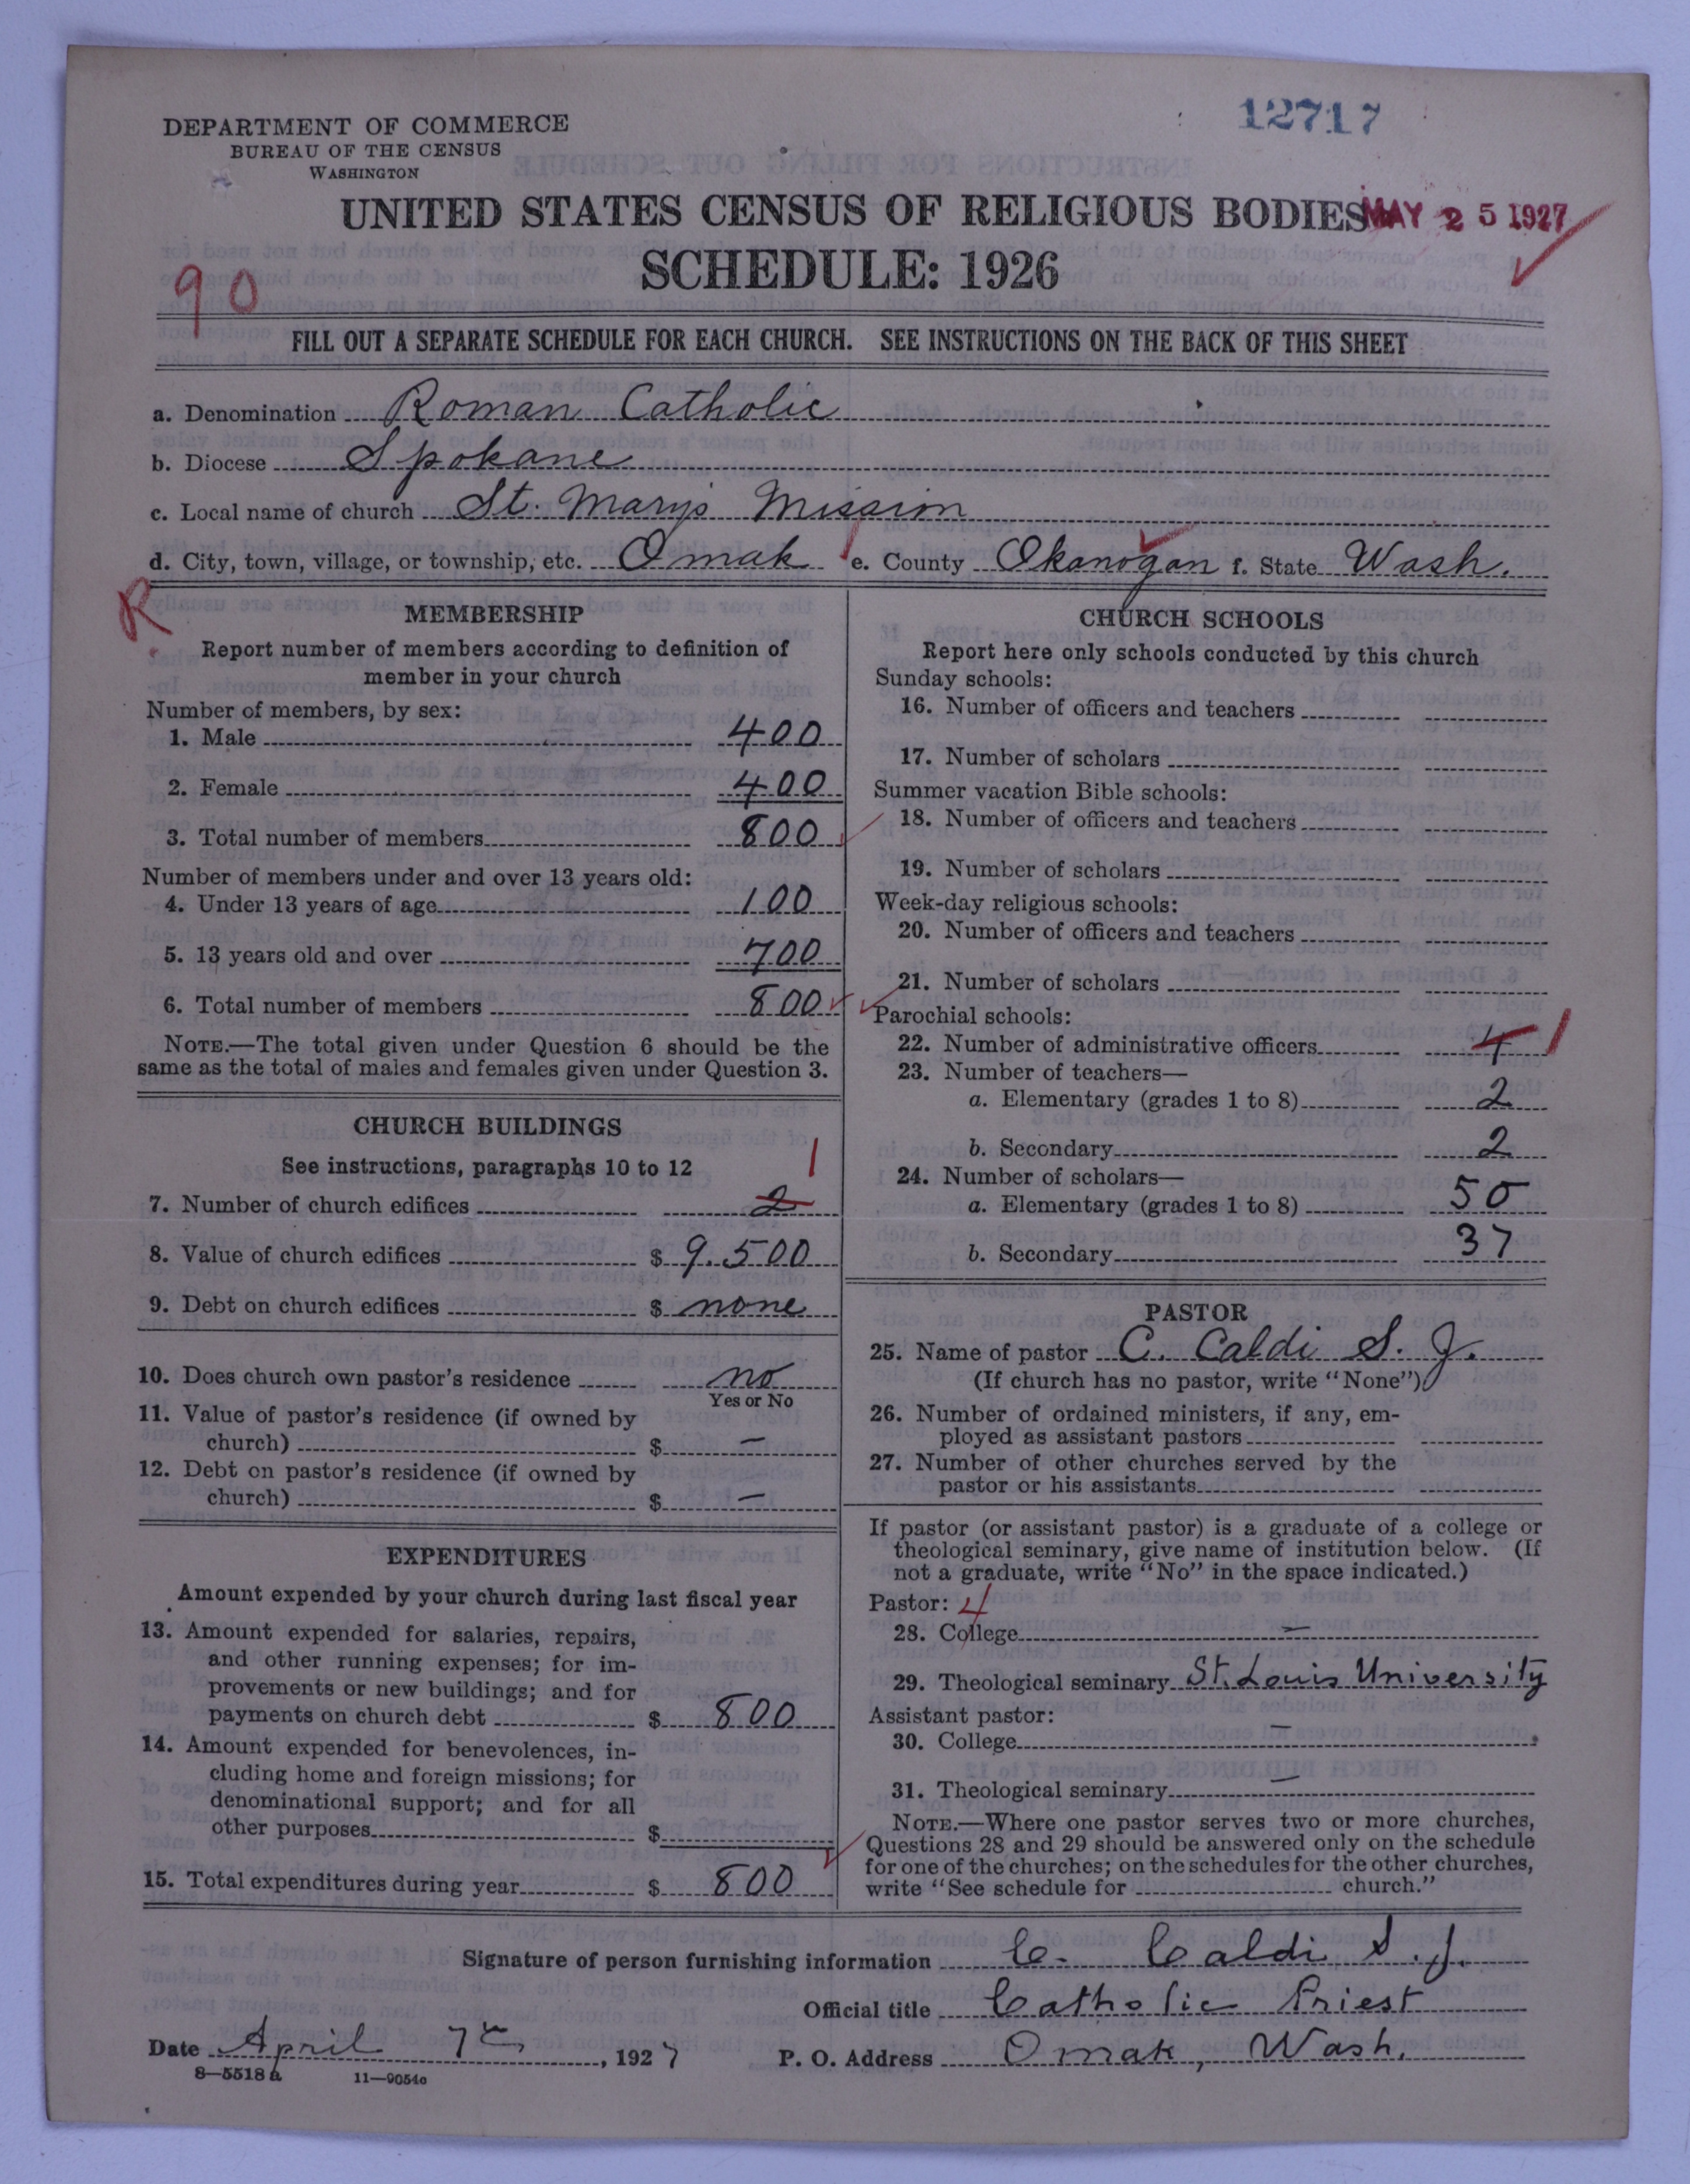 12717
DEPARTMENT OF COMMERCE
BUREAU OF THE CENSUS
WASHINGTON
UNITED STATES CENSUS OF RELIGIOUS BODIES
MAY 25 1927
SCHEDULE: 1926
90
FILL OUT A SEPARATE SCHEDULE FOR EACH CHURCH. SEE INSTRUCTIONS ON THE BACK OF THIS SHEET
a. Denomination Roman Catholic
b. Diocese Spokane
c. Local name of church St. Marys Mission
d. City, town, village, or township, etc. Omak e. County Okanogan f. State Wash.
R
MEMBERSHIP
Report number of members according to definition of
member in your church
Number of members, by sex:
1. Male 400
2. Female 400
3. Total number of members 800
Number of members under and over 13 years old:
4. Under 13 years of age 100
5. 13 years old and over 700
6. Total number of members 800
NOTE.—The total given under Question 6 should be the
same as the total of males and females given under Question 3.
CHURCH BUILDINGS
See instructions, paragraphs 10 to 12
1
7. Number of church edifices 2
8. Value of church edifices $ 9.500
9. Debt on church edifices $ none
10. Does church own pastor's residence no
Yes or No
11. Value of pastor's residence (if owned by
church) $ —
12. Debt on pastor's residence (if owned by
church) $ —
EXPENDITURES
Amount expended by your church during last fiscal year
13. Amount expended for salaries, repairs,
and other running expenses; for im-
provements or new buildings; and for
payments on church debt $ 800
14. Amount expended for benevolences, in-
cluding home and foreign missions; for
denominational support; and for all
other purposes $
15. Total expenditures during year $ 800
CHURCH SCHOOLS
Report here only schools conducted by this church
Sunday schools:
16. Number of officers and teachers
17. Number of scholars
Summer vacation Bible schools:
18. Number of officers and teachers
19. Number of scholars
Week-day religious schools:
20. Number of officers and teachers
21. Number of scholars
Parochial schools:
22. Number of administrative officers 4 1
23. Number of teachers—
a. Elementary (grades 1 to 8) 2
b. Secondary 2
24. Number of scholars—
a. Elementary (grades 1 to 8) 50
b. Secondary 37
PASTOR
25. Name of pastor C. Caldi S. J.
(If church has no pastor, write "None")
26. Number of ordained ministers, if any, em-
ployed as assistant pastors
27. Number of other churches served by the
pastor or his assistants
If pastor (or assistant pastor) is a graduate of a college or
theological seminary, give name of institution below. (If
not a graduate, write "No" in the space indicated.)
Pastor: 4
28. College —
29. Theological seminary St. Louis University
Assistant pastor:
30. College —
31. Theological seminary —
NOTE.—Where one pastor serves two or more churches,
Questions 28 and 29 should be answered only on the schedule
for one of the churches; on the schedules for the other churches,
write "See schedule for church."
Signature of person furnishing information C. Caldi S. J.
Official title Catholic Priest
Date April 7th, 1927 P. O. Address Omak, Wash.
8—5518a 11—9054a